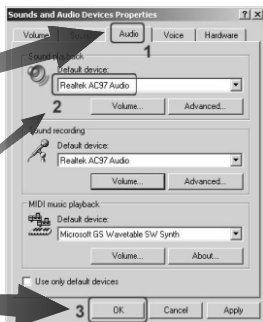 Sounds and Audio Devices Properties ? X
Volume Audio Voice Hardware
1
Sound playback
Default device:
Realtek AC97 Audio
2 Volume... Advanced...
Sound recording
Default device:
Realtek AC97 Audio
Volume... Advanced...
MIDI music playback
Default device:
Microsoft GS Wavetable SW Synth
Volume... About...
Use only default devices
3 OK Cancel Apply